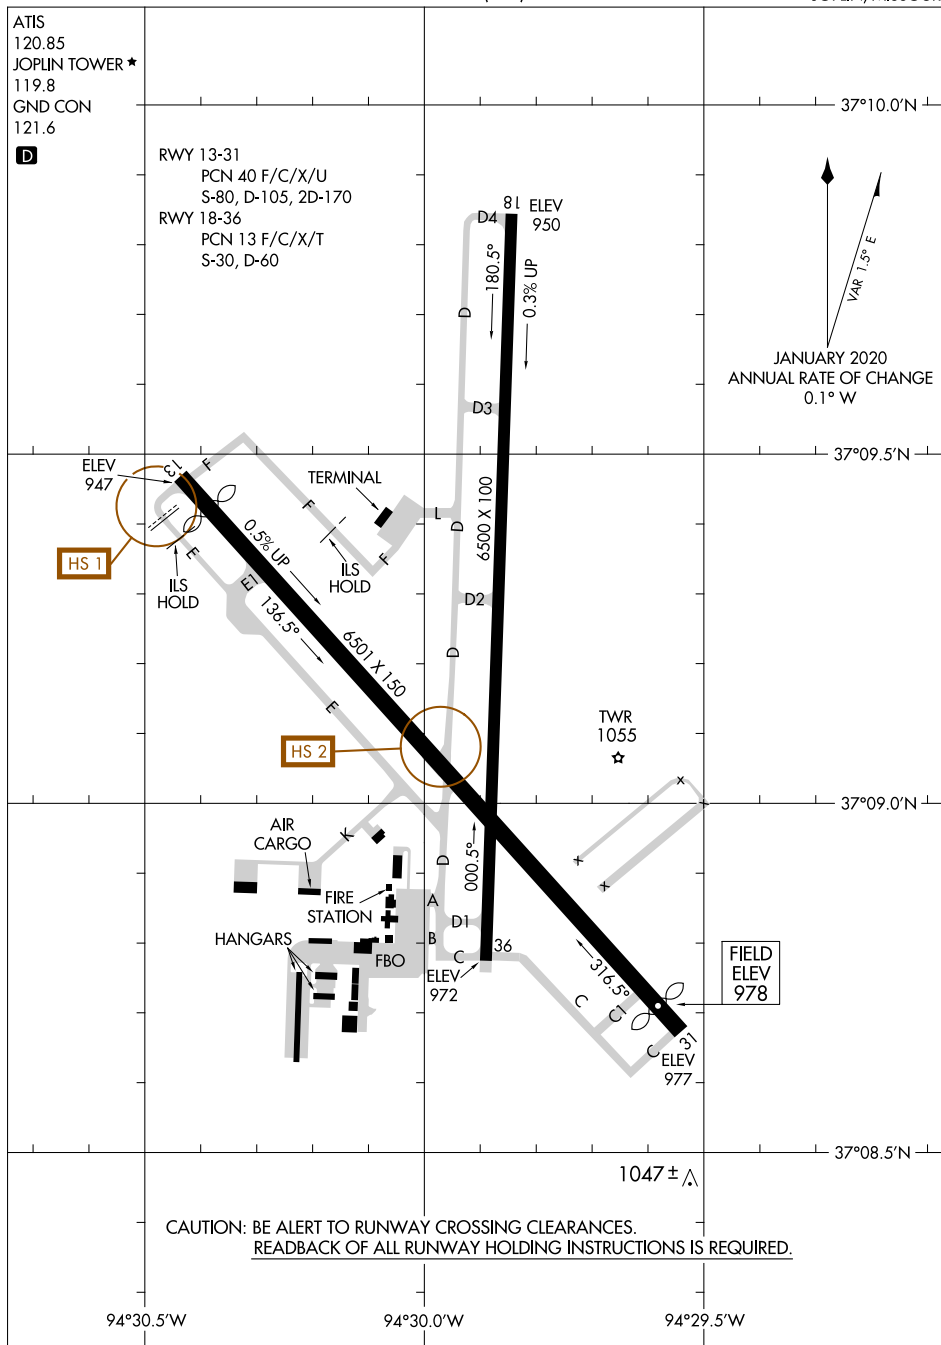 ATIS
120.85
JOPLIN TOWER ★
119.8
GND CON
121.6
D
37°10.0'N
RWY 13-31
PCN 40 F/C/X/U
S-80, D-105, 2D-170
RWY 18-36
PCN 13 F/C/X/T
S-30, D-60
D4
18
ELEV
950
180.5°
0.3% UP
D
VAR 1.5° E
JANUARY 2020
ANNUAL RATE OF CHANGE
0.1° W
D3
37°09.5'N
ELEV
947
13
F
TERMINAL
F
L
D
6500 X 100
HS 1
E
ILS
HOLD
0.5% UP
ILS
HOLD
F
E1
136.5°
D2
D
6501 X 150
E
HS 2
TWR
1055
37°09.0'N
AIR
CARGO
K
D
000.5°
x
x
x
x
FIRE
STATION
A
D1
B
HANGARS
FBO
C
36
ELEV
972
316.5°
FIELD
ELEV
978
C
C1
C
31
ELEV
977
37°08.5'N
1047 ±
CAUTION: BE ALERT TO RUNWAY CROSSING CLEARANCES.
READBACK OF ALL RUNWAY HOLDING INSTRUCTIONS IS REQUIRED.
94°30.5'W
94°30.0'W
94°29.5'W